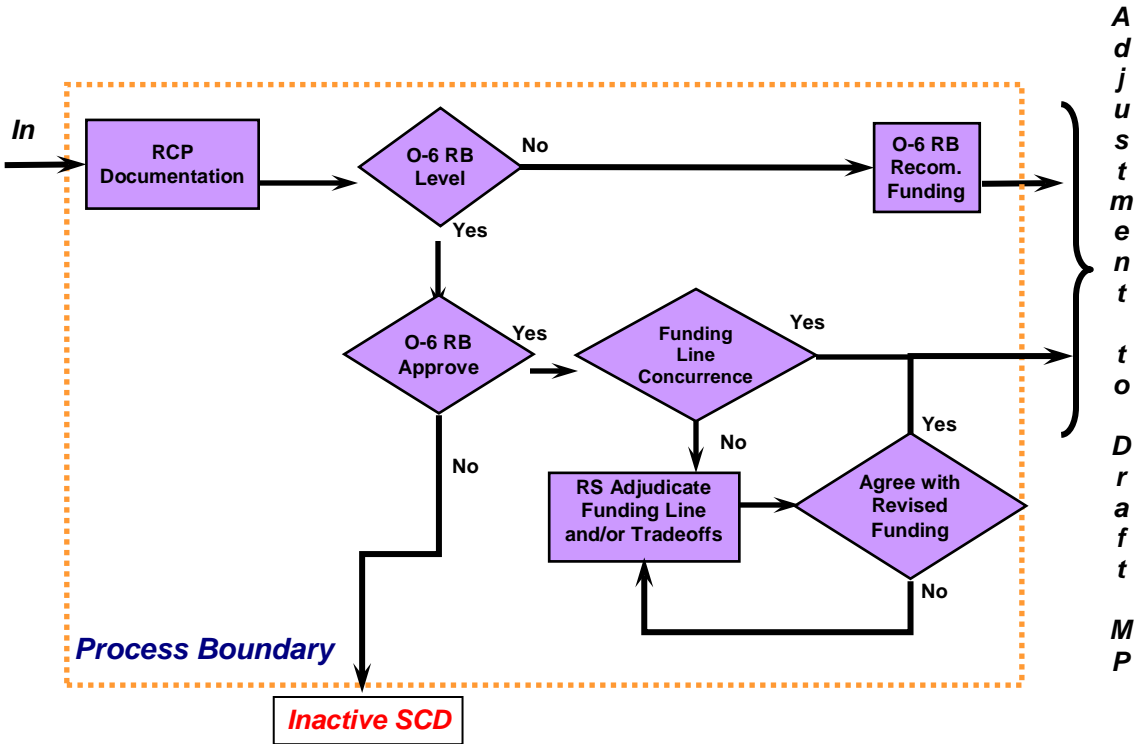 In
RCP
Documentation
O-6 RB
Level
No
O-6 RB
Recom.
Funding
Yes
O-6 RB
Approve
Yes
Funding
Line
Concurrence
Yes
No
No
RS Adjudicate
Funding Line
and/or Tradeoffs
Yes
Agree with
Revised
Funding
No
Process Boundary
Inactive SCD
Adjustment to Draft MP